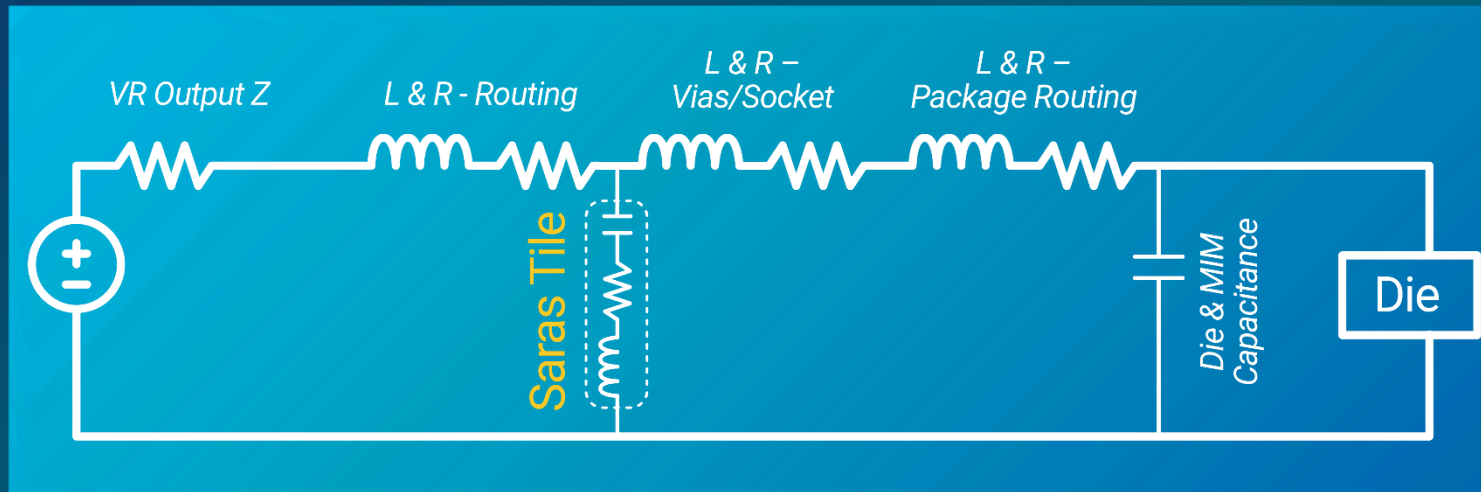 VR Output Z
L & R - Routing
L & R –
Vias/Socket
L & R –
Package Routing
Saras Tile
Die & MIM
Capacitance
Die